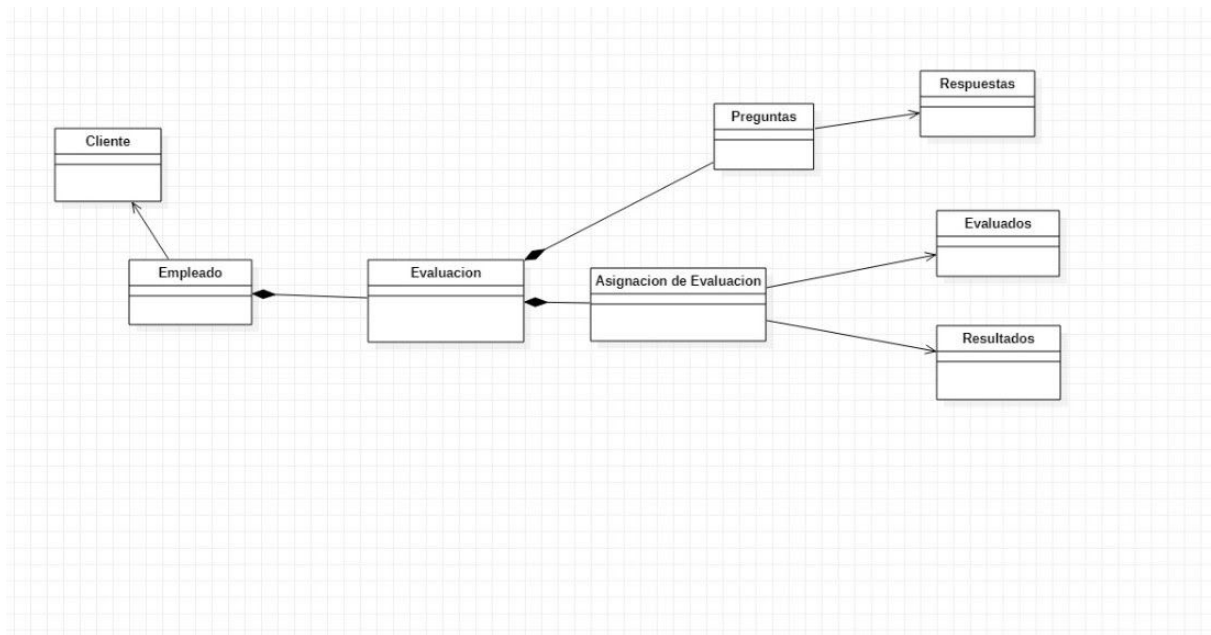 Respuestas
Preguntas
Cliente
Evaluados
Empleado
Evaluacion
Asignacion de Evaluacion
Resultados